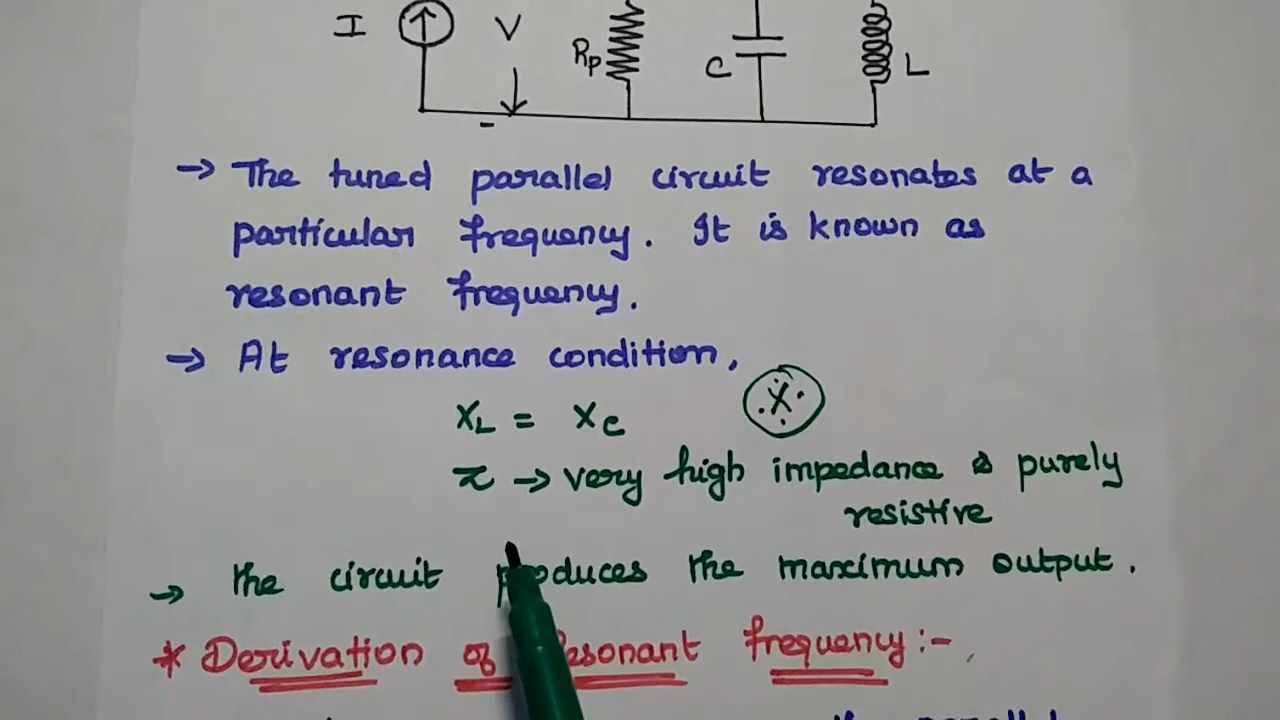 I V Rp C L
-
→ The tuned parallel circuit resonates at a
particular frequency. It is known as
resonant frequency.
→ At resonance condition,
XL = XC
Z → very high impedance & purely
resistive
→ the circuit produces the maximum output.
* Derivation of Resonant frequency:-